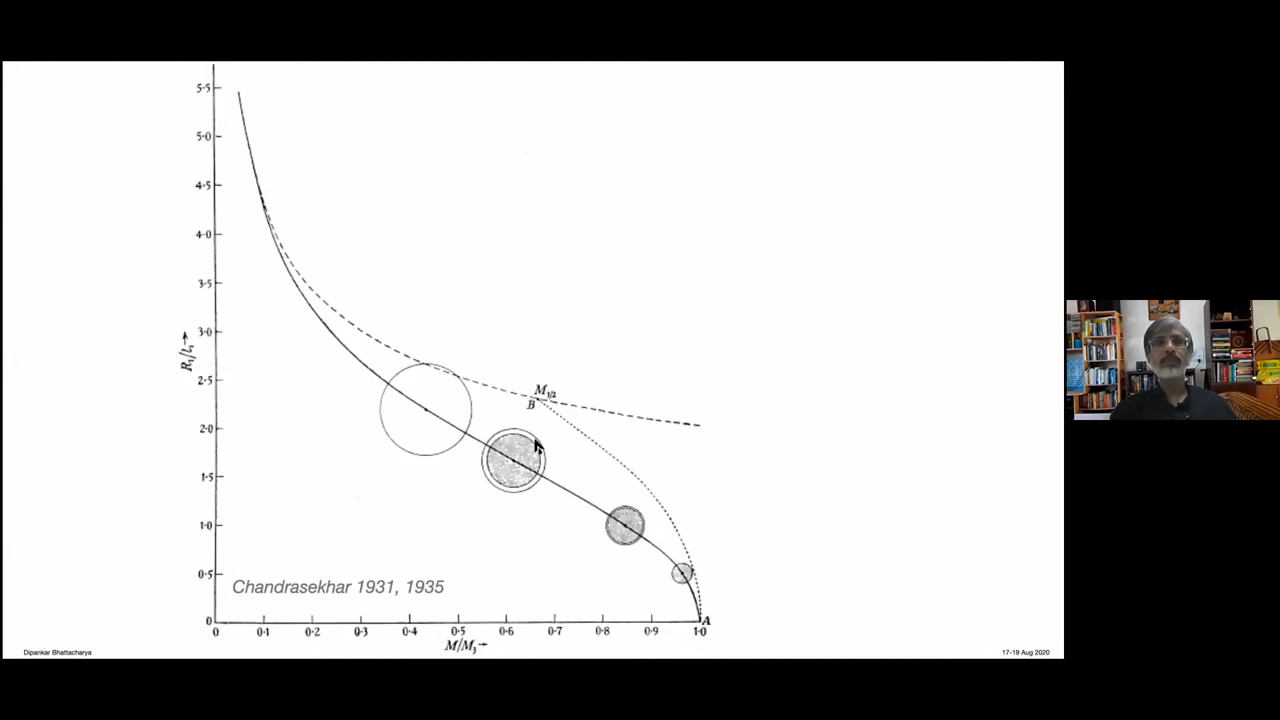 5·5
5·0
4·5
4·0
3·5
3·0
R₁/l₁→
2·5
M₁/₂
B
2·0
1·5
1·0
0·5
Chandrasekhar 1931, 1935
0
A
0 0·1 0·2 0·3 0·4 0·5 0·6 0·7 0·8 0·9 1·0
M/M₃→
Dipankar Bhattacharya
17-19 Aug 2020